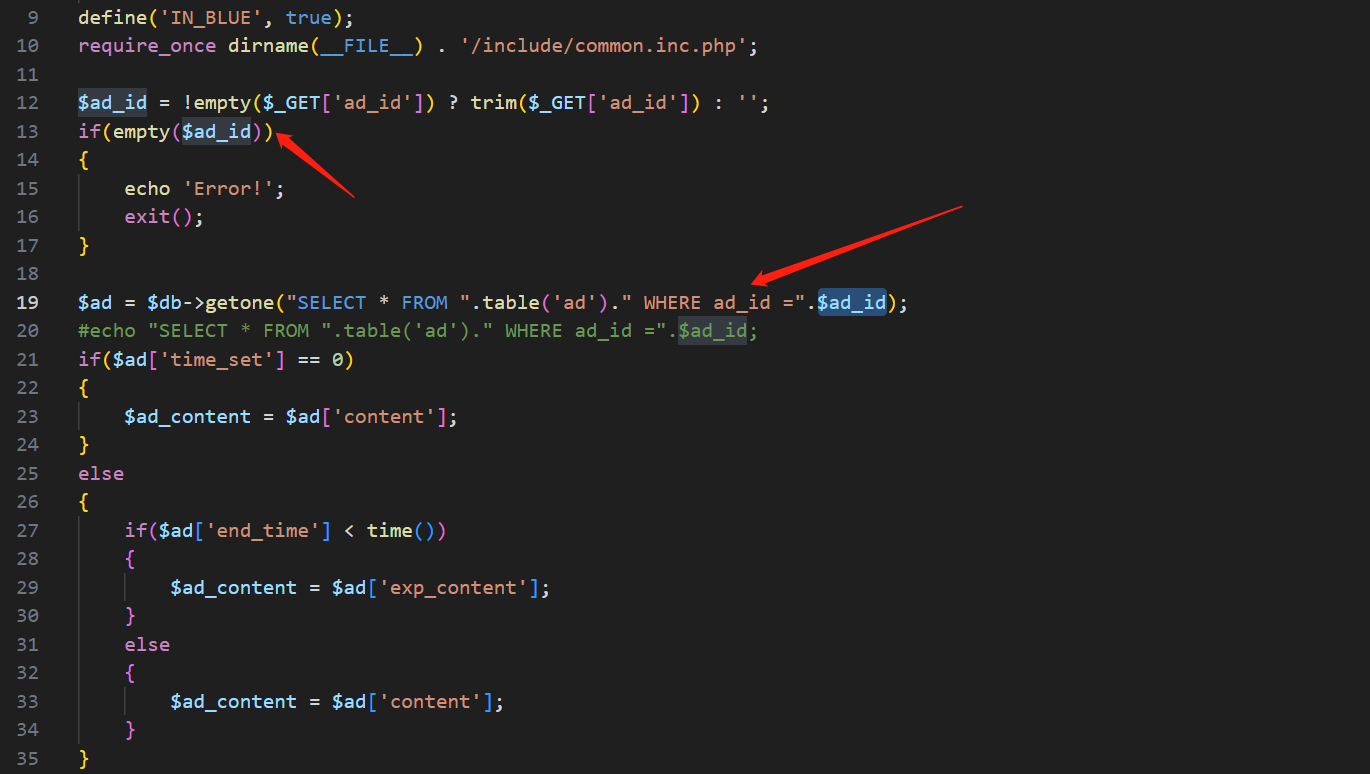 9 define('IN_BLUE', true);
10 require_once dirname(__FILE__) . '/include/common.inc.php';
11
12 $ad_id = !empty($_GET['ad_id']) ? trim($_GET['ad_id']) : '';
13 if(empty($ad_id))
14 {
15     echo 'Error!';
16     exit();
17 }
18
19 $ad = $db->getone("SELECT * FROM ".table('ad')." WHERE ad_id =".$ad_id);
20 #echo "SELECT * FROM ".table('ad')." WHERE ad_id =".$ad_id;
21 if($ad['time_set'] == 0)
22 {
23     $ad_content = $ad['content'];
24 }
25 else
26 {
27     if($ad['end_time'] < time())
28     {
29         $ad_content = $ad['exp_content'];
30     }
31     else
32     {
33         $ad_content = $ad['content'];
34     }
35 }